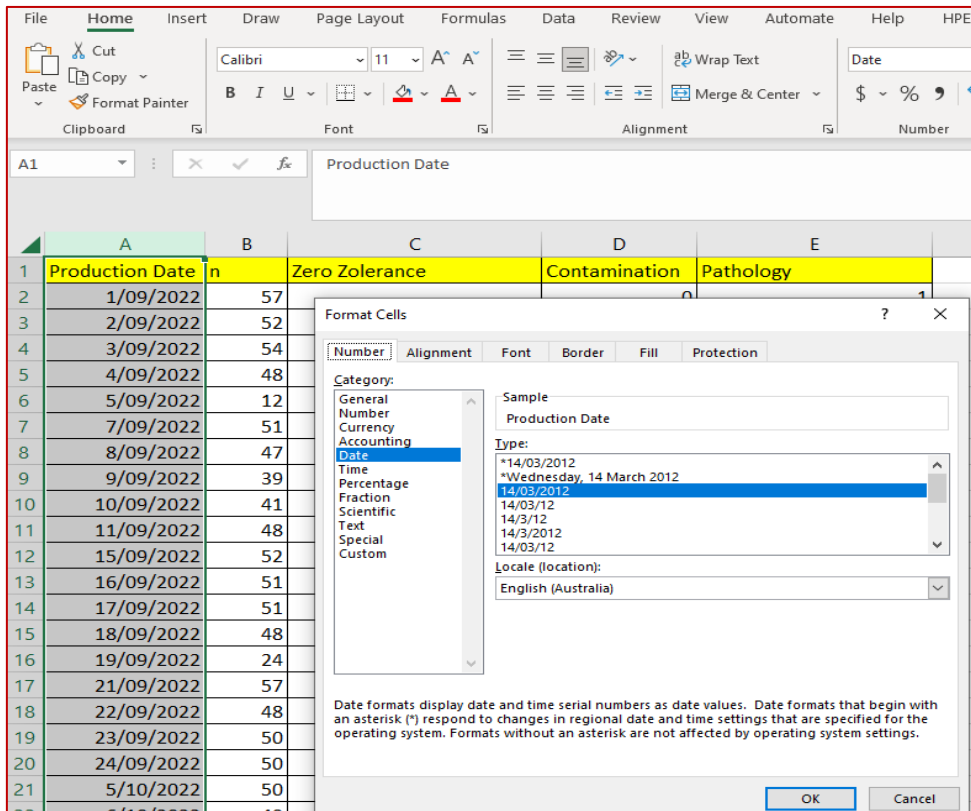 File Home Insert Draw Page Layout Formulas Data Review View Automate Help HPE
Cut
Copy
Paste
Format Painter
Clipboard
Calibri 11 A A
B I U A
Font
ab Wrap Text
Merge & Center
Alignment
Date
$ % 9
Number
A1 fx Production Date
A B C D E
1 Production Date n Zero Zolerance Contamination Pathology
2 1/09/2022 57 0 1
3 2/09/2022 52
4 3/09/2022 54
5 4/09/2022 48
6 5/09/2022 12
7 7/09/2022 51
8 8/09/2022 47
9 9/09/2022 39
10 10/09/2022 41
11 11/09/2022 48
12 15/09/2022 52
13 16/09/2022 51
14 17/09/2022 51
15 18/09/2022 48
16 19/09/2022 24
17 21/09/2022 57
18 22/09/2022 48
19 23/09/2022 50
20 24/09/2022 50
21 5/10/2022 50
Format Cells ? ×
Number Alignment Font Border Fill Protection
Category:
General
Number
Currency
Accounting
Date
Time
Percentage
Fraction
Scientific
Text
Special
Custom
Sample
Production Date
Type:
*14/03/2012
*Wednesday, 14 March 2012
14/03/2012
14/03/12
14/3/12
14/3/2012
14/03/12
Locale (location):
English (Australia)
Date formats display date and time serial numbers as date values. Date formats that begin with
an asterisk (*) respond to changes in regional date and time settings that are specified for the
operating system. Formats without an asterisk are not affected by operating system settings.
OK Cancel